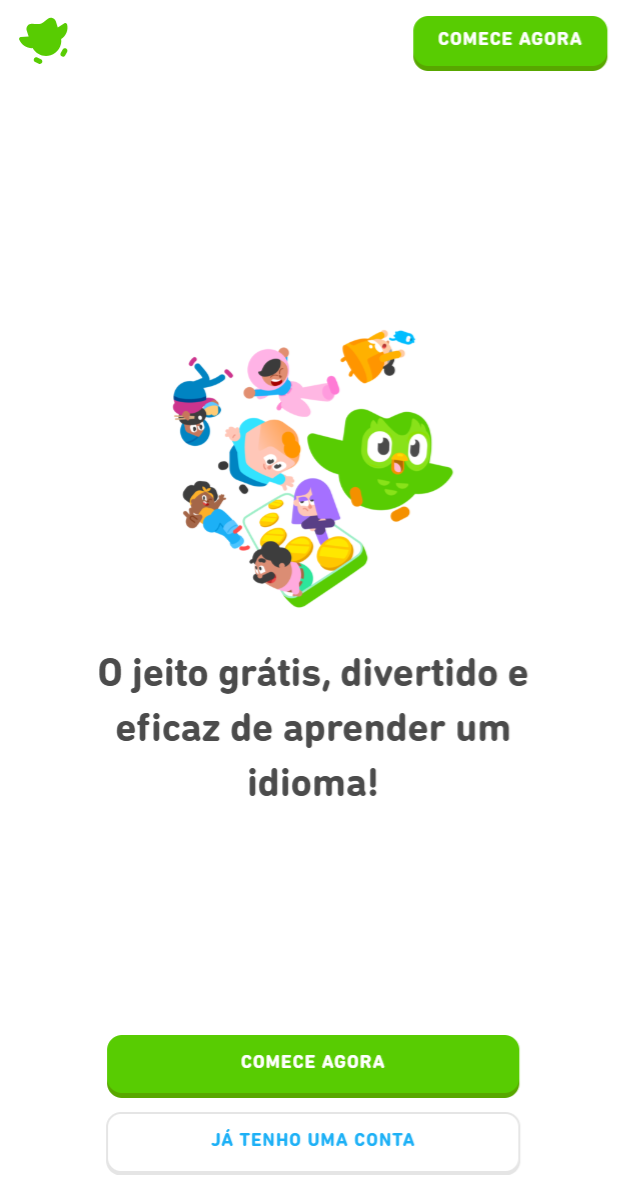 COMECE AGORA
O jeito grátis, divertido e
eficaz de aprender um
idioma!
COMECE AGORA
JÁ TENHO UMA CONTA